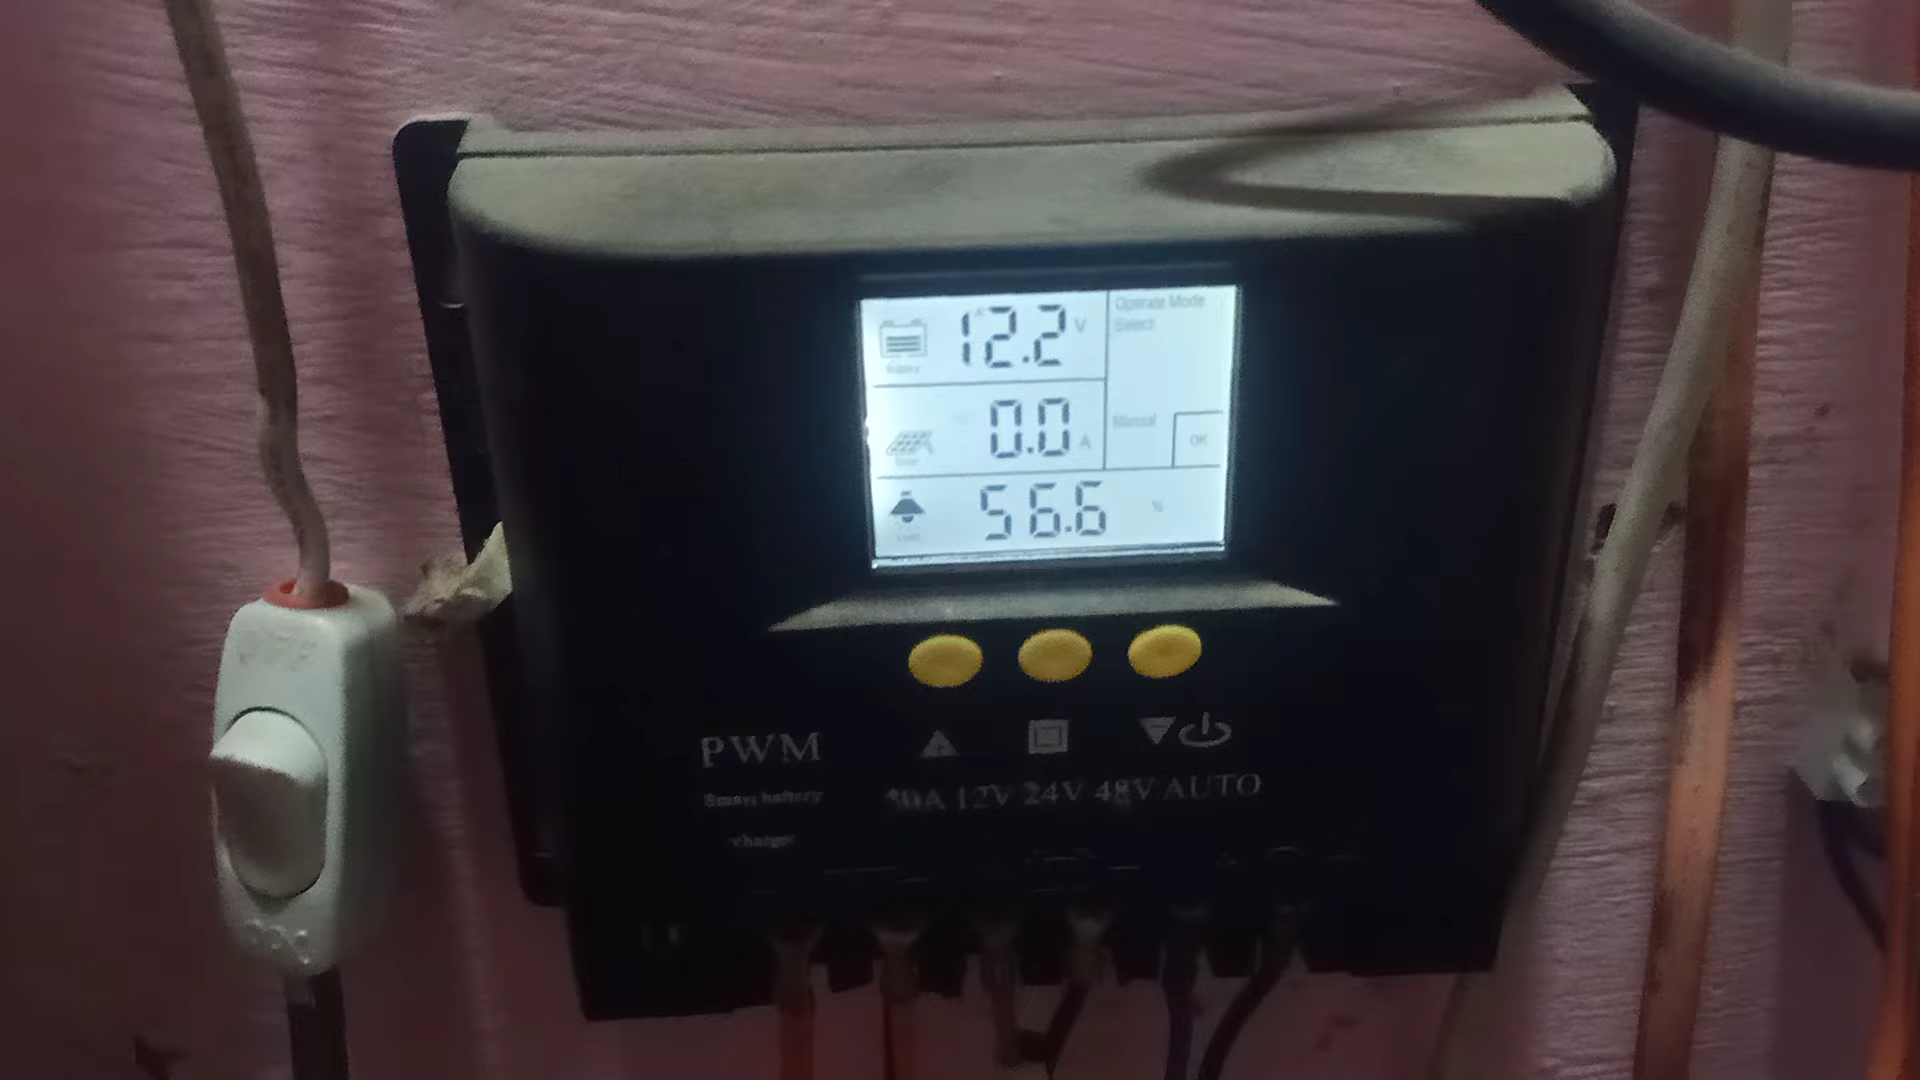 12.2 V
Operate Mode
Select
0.0 A
Manual
OK
56.6 %
PWM
Smart battery
charger
12V 24V 48V AUTO